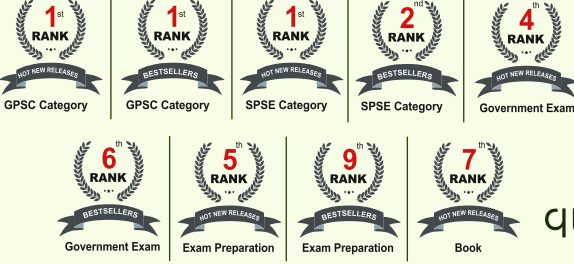 1st
RANK
HOT NEW RELEASES
GPSC Category
1st
RANK
BESTSELLERS
GPSC Category
1st
RANK
HOT NEW RELEASES
SPSE Category
2nd
RANK
BESTSELLERS
SPSE Category
4th
RANK
HOT NEW RELEASES
Government Exam
6th
RANK
BESTSELLERS
Government Exam
5th
RANK
HOT NEW RELEASES
Exam Preparation
9th
RANK
BESTSELLERS
Exam Preparation
7th
RANK
HOT NEW RELEASES
Book